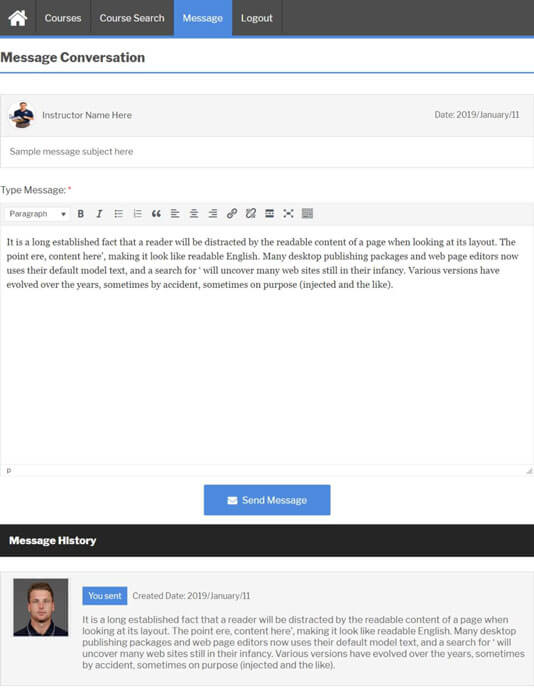 Courses
Course Search
Message
Logout
Message Conversation
Instructor Name Here
Date: 2019/January/11
Sample message subject here
Type Message: *
Paragraph
It is a long established fact that a reader will be distracted by the readable content of a page when looking at its layout. The
point ere, content here’, making it look like readable English. Many desktop publishing packages and web page editors now
uses their default model text, and a search for ‘ will uncover many web sites still in their infancy. Various versions have
evolved over the years, sometimes by accident, sometimes on purpose (injected and the like).
p
Send Message
Message History
You sent
Created Date: 2019/January/11
It is a long established fact that a reader will be distracted by the readable content of a page when
looking at its layout. The point ere, content here’, making it look like readable English. Many desktop
publishing packages and web page editors now uses their default model text, and a search for ‘ will
uncover many web sites still in their infancy. Various versions have evolved over the years, sometimes
by accident, sometimes on purpose (injected and the like).